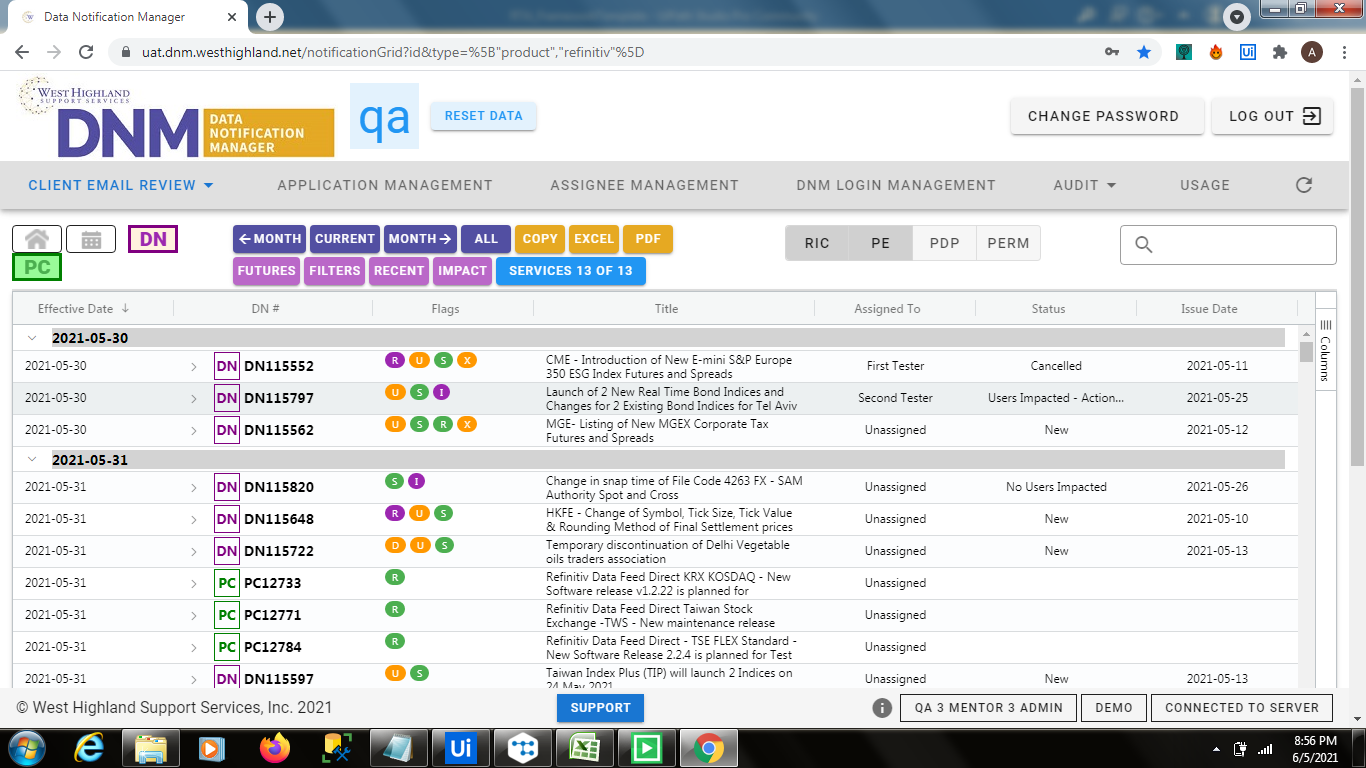 Data Notification Manager
uat.dnm.westhighland.net/notificationGrid?id&type=%5B"product","refinitiv"%5D
Ui
A
WEST HIGHLAND
SUPPORT SERVICES
DNM
DATA
NOTIFICATION
MANAGER
qa
RESET DATA
CHANGE PASSWORD
LOG OUT
CLIENT EMAIL REVIEW
APPLICATION MANAGEMENT
ASSIGNEE MANAGEMENT
DNM LOGIN MANAGEMENT
AUDIT
USAGE
DN
PC
MONTH
CURRENT
MONTH
ALL
COPY
EXCEL
PDF
FUTURES
FILTERS
RECENT
IMPACT
SERVICES 13 OF 13
RIC
PE
PDP
PERM
Effective Date
DN #
Flags
Title
Assigned To
Status
Issue Date
Columns
2021-05-30
2021-05-30
DN
DN115552
R U S X
CME - Introduction of New E-mini S&P Europe
350 ESG Index Futures and Spreads
First Tester
Cancelled
2021-05-11
2021-05-30
DN
DN115797
U S I
Launch of 2 New Real Time Bond Indices and
Changes for 2 Existing Bond Indices for Tel Aviv
Second Tester
Users Impacted - Action...
2021-05-25
2021-05-30
DN
DN115562
U S R X
MGE- Listing of New MGEX Corporate Tax
Futures and Spreads
Unassigned
New
2021-05-12
2021-05-31
2021-05-31
DN
DN115820
S I
Change in snap time of File Code 4263 FX - SAM
Authority Spot and Cross
Unassigned
No Users Impacted
2021-05-26
2021-05-31
DN
DN115648
R U S
HKFE - Change of Symbol, Tick Size, Tick Value
& Rounding Method of Final Settlement prices
Unassigned
New
2021-05-10
2021-05-31
DN
DN115722
D U S
Temporary discontinuation of Delhi Vegetable
oils traders association
Unassigned
New
2021-05-13
2021-05-31
PC
PC12733
R
Refinitiv Data Feed Direct KRX KOSDAQ - New
Software release v1.2.22 is planned for
Unassigned
2021-05-31
PC
PC12771
R
Refinitiv Data Feed Direct Taiwan Stock
Exchange -TWS - New maintenance release
Unassigned
2021-05-31
PC
PC12784
R
Refinitiv Data Feed Direct - TSE FLEX Standard -
New Software Release 2.2.4 is planned for Test
Unassigned
2021-05-31
DN
DN115597
U S
Taiwan Index Plus (TIP) will launch 2 Indices on
24 May 2021
Unassigned
New
2021-05-13
© West Highland Support Services, Inc. 2021
SUPPORT
QA 3 MENTOR 3 ADMIN
DEMO
CONNECTED TO SERVER
Ui
8:56 PM
6/5/2021